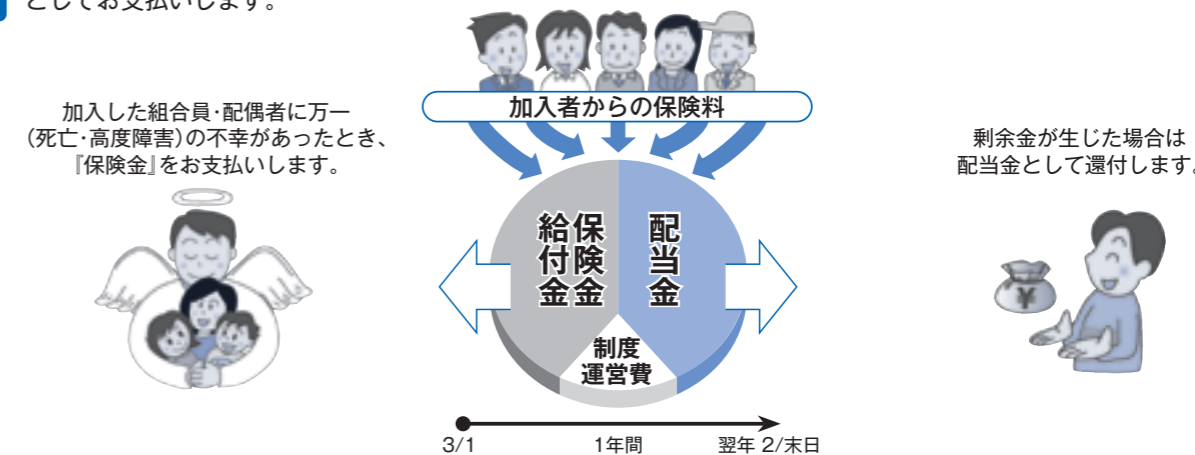 としてお支払いします。
加入者からの保険料
加入した組合員・配偶者に万一
（死亡・高度障害）の不幸があったとき、
『保険金』をお支払いします。
剰余金が生じた場合は
配当金として還付します。
保険金
給付金
配当金
制度
運営費
¥
3/1
1年間
翌年 2/末日